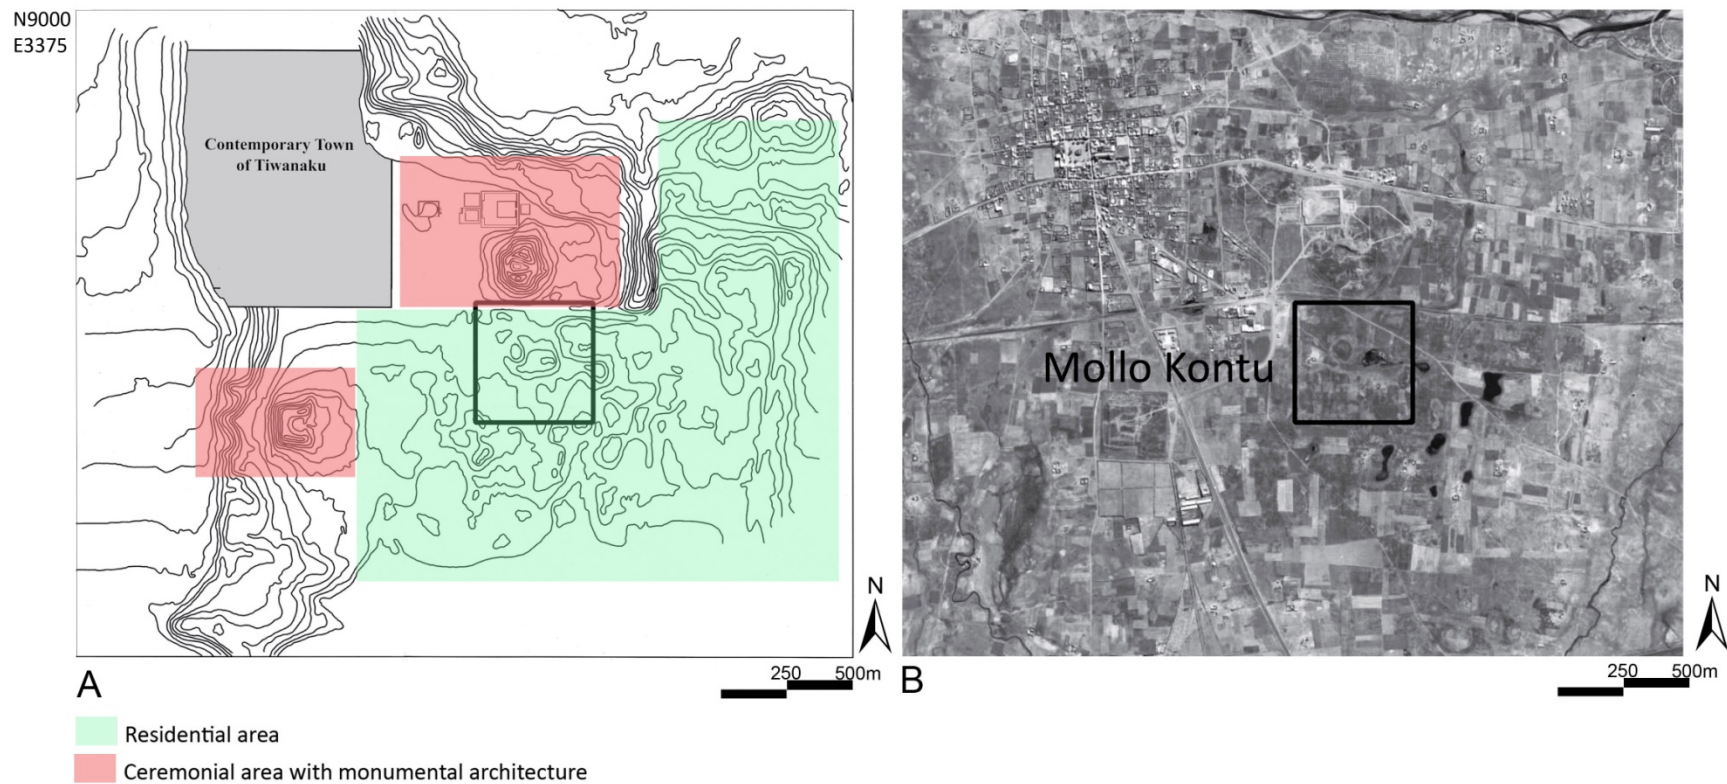 N9000
E3375
Contemporary Town
of Tiwanaku
N
250 500m
A
Residential area
Ceremonial area with monumental architecture
Mollo Kontu
N
250 500m
B